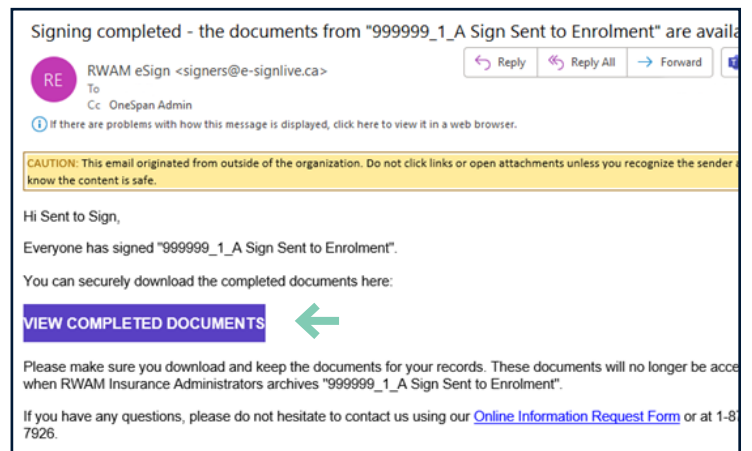 Signing completed - the documents from "999999_1_A Sign Sent to Enrolment" are
RE
RWAM eSign <signers@e-signlive.ca>
Reply
Reply All
Forward
To
Cc OneSpan Admin
If there are problems with how this message is displayed, click here to view it in a web browser.
CAUTION: This email originated from outside of the organization. Do not click links or open attachments unless you recognize the sender
know the content is safe.
Hi Sent to Sign,
Everyone has signed "999999_1_A Sign Sent to Enrolment".
You can securely download the completed documents here:
VIEW COMPLETED DOCUMENTS
Please make sure you download and keep the documents for your records. These documents will no longer be
when RWAM Insurance Administrators archives "999999_1_A Sign Sent to Enrolment".
If you have any questions, please do not hesitate to contact us using our Online Information Request Form or at 1-8
7926.